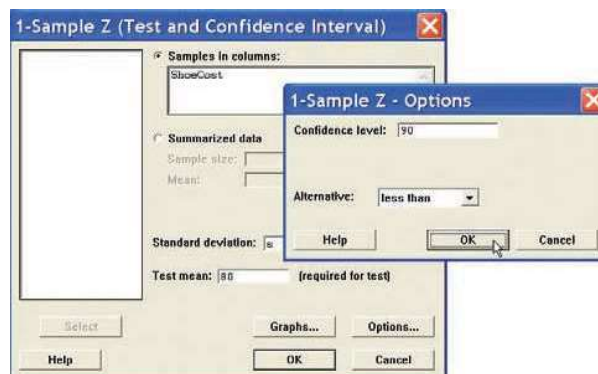 1-Sample Z (Test and Confidence Interval)
Samples in columns:
ShoeCost
Summarized data
Sample size:
Mean:
Standard deviation: s
Test mean: 80 (required for test)
Select
Graphs...
Options...
Help
OK
Cancel
1-Sample Z - Options
Confidence level: 90
Alternative: less than
Help
OK
Cancel